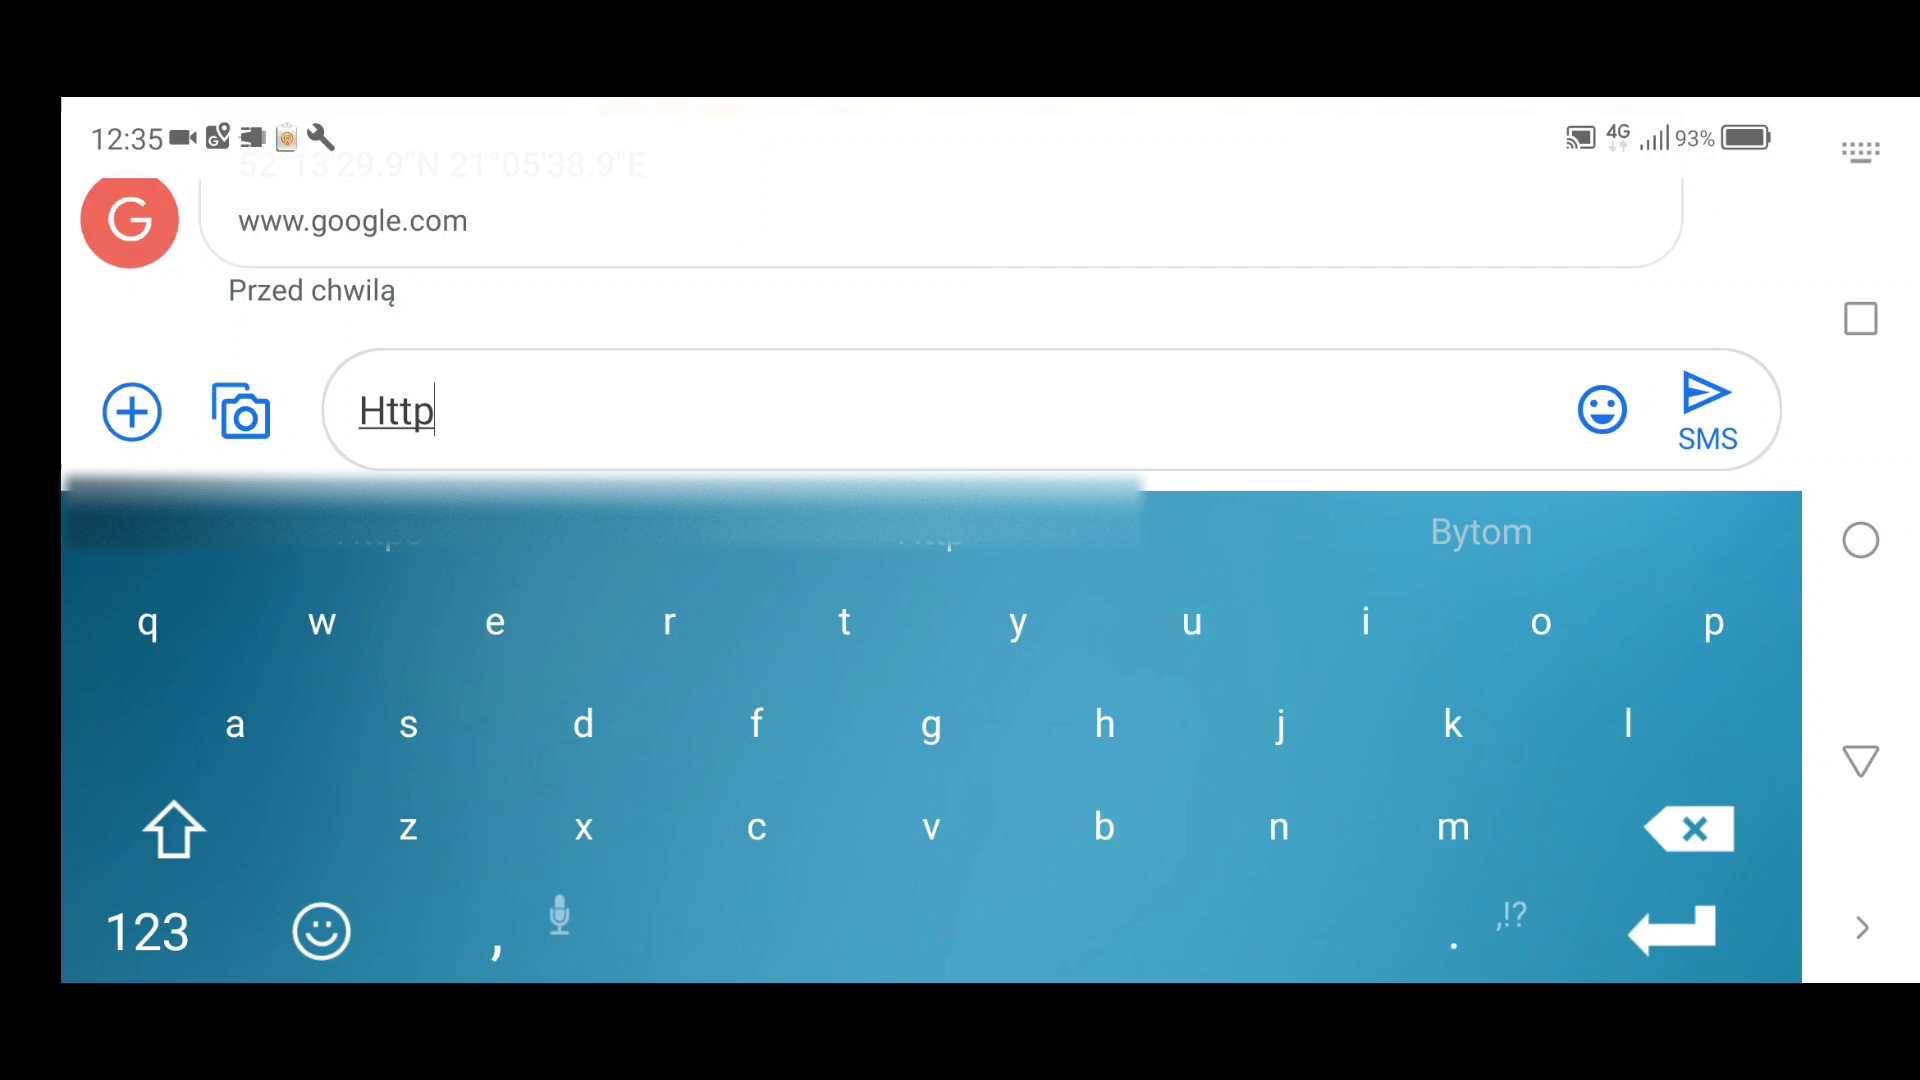 12:35
4G 93%
52°13'29.9"N 21°05'38.9"E
G
www.google.com
Przed chwilą
Http
SMS
Bytom
q w e r t y u i o p
a s d f g h j k l
z x c v b n m
123 , . ,!?